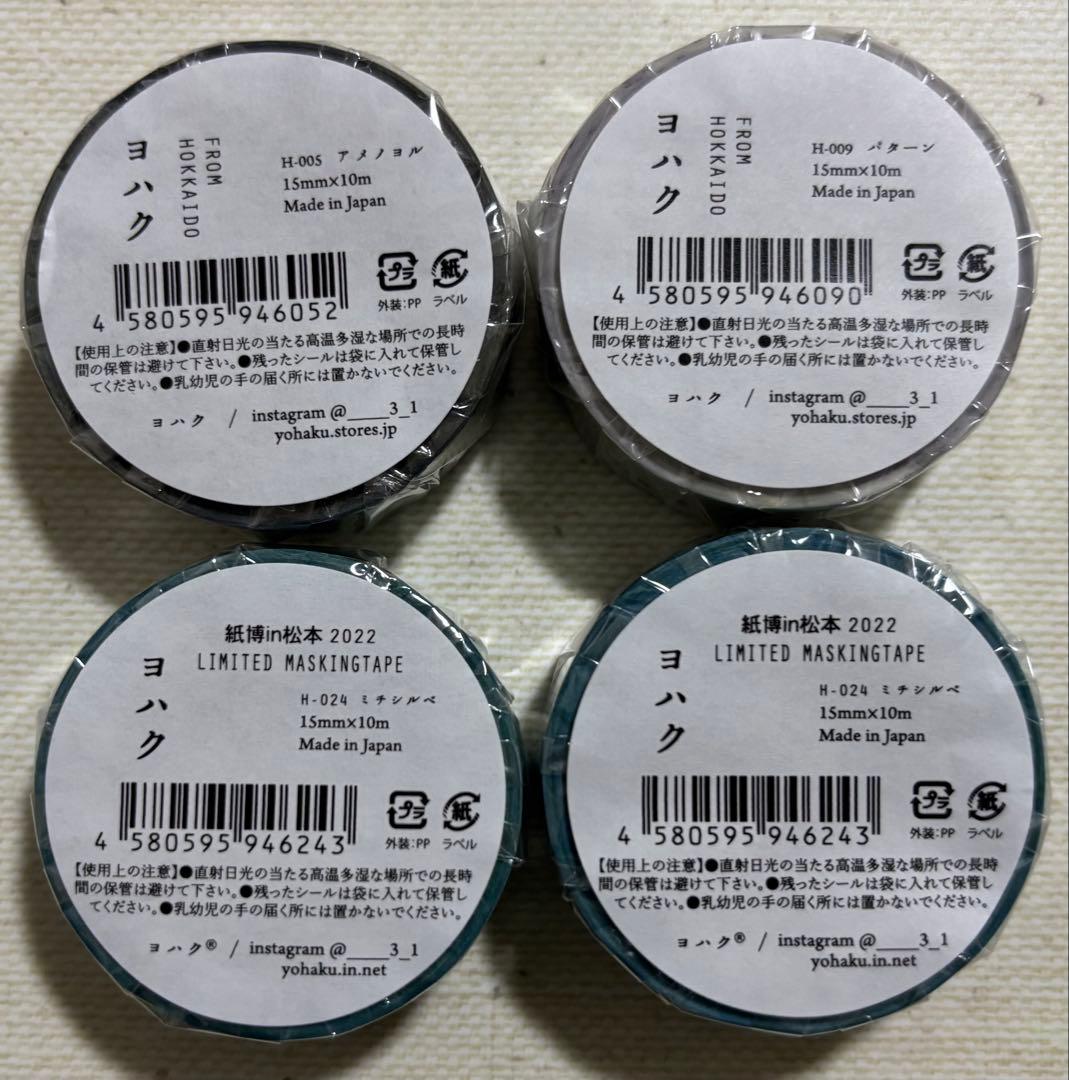 ヨハク
FROM
HOKKAIDO
H-005 アメノヨル
15mm×10m
Made in Japan
4 580595 946052
プラ
外装：PP
紙
ラベル
【使用上の注意】●直射日光の当たる高温多湿な場所での長時
間の保管は避けて下さい。●残ったシールは袋に入れて保管し
てください。●乳幼児の手の届く所には置かないでください。
ヨハク / instagram @____3_1
yohaku.stores.jp
ヨハク
FROM
HOKKAIDO
H-009 パターン
15mm×10m
Made in Japan
4 580595 946090
プラ
外装：PP
紙
ラベル
【使用上の注意】●直射日光の当たる高温多湿な場所での長時
間の保管は避けて下さい。●残ったシールは袋に入れて保管し
てください。●乳幼児の手の届く所には置かないでください。
ヨハク / instagram @____3_1
yohaku.stores.jp
紙博in松本 2022
LIMITED MASKINGTAPE
ヨハク
H-024 ミチシルベ
15mm×10m
Made in Japan
4 580595 946243
プラ
外装：PP
紙
ラベル
【使用上の注意】●直射日光の当たる高温多湿な場所での長時
間の保管は避けて下さい。●残ったシールは袋に入れて保管し
てください。●乳幼児の手の届く所には置かないでください。
ヨハク® / instagram @____3_1
yohaku.in.net
紙博in松本 2022
LIMITED MASKINGTAPE
ヨハク
H-024 ミチシルベ
15mm×10m
Made in Japan
4 580595 946243
プラ
外装：PP
紙
ラベル
【使用上の注意】●直射日光の当たる高温多湿な場所での長時
間の保管は避けて下さい。●残ったシールは袋に入れて保管し
てください。●乳幼児の手の届く所には置かないでください。
ヨハク® / instagram @____3_1
yohaku.in.net